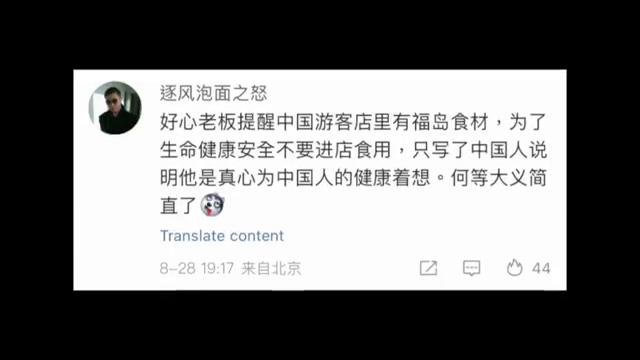 逐风泡面之怒
好心老板提醒中国游客店里有福岛食材，为了
生命健康安全不要进店食用，只写了中国人说
明他是真心为中国人的健康着想。何等大义简
直了
Translate content
8-28 19:17 来自北京
44